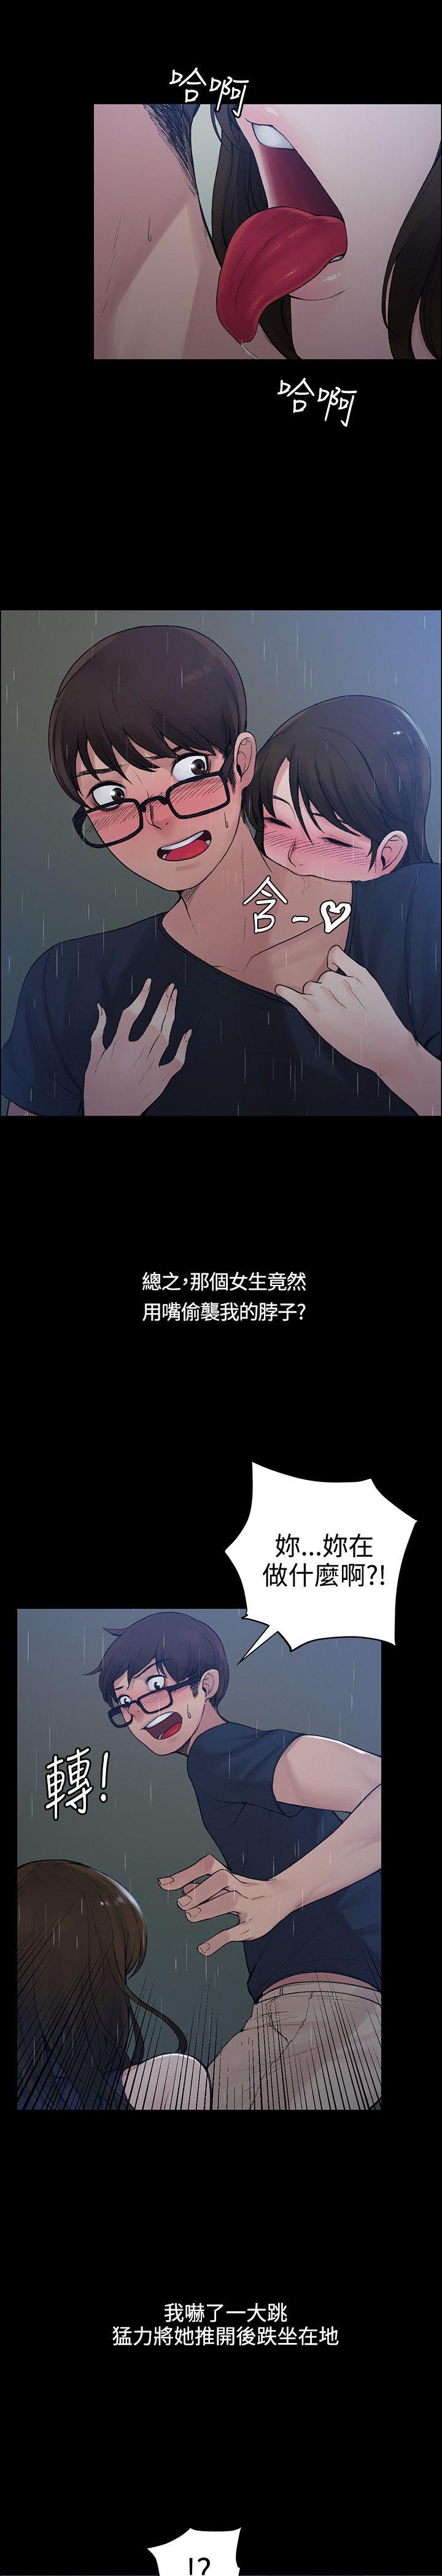 哈啊
哈啊
含-♡
總之,那個女生竟然
用嘴偷襲我的脖子?
妳...妳在
做什麼啊?!
轉!
我嚇了一大跳
猛力將她推開後跌坐在地
!?